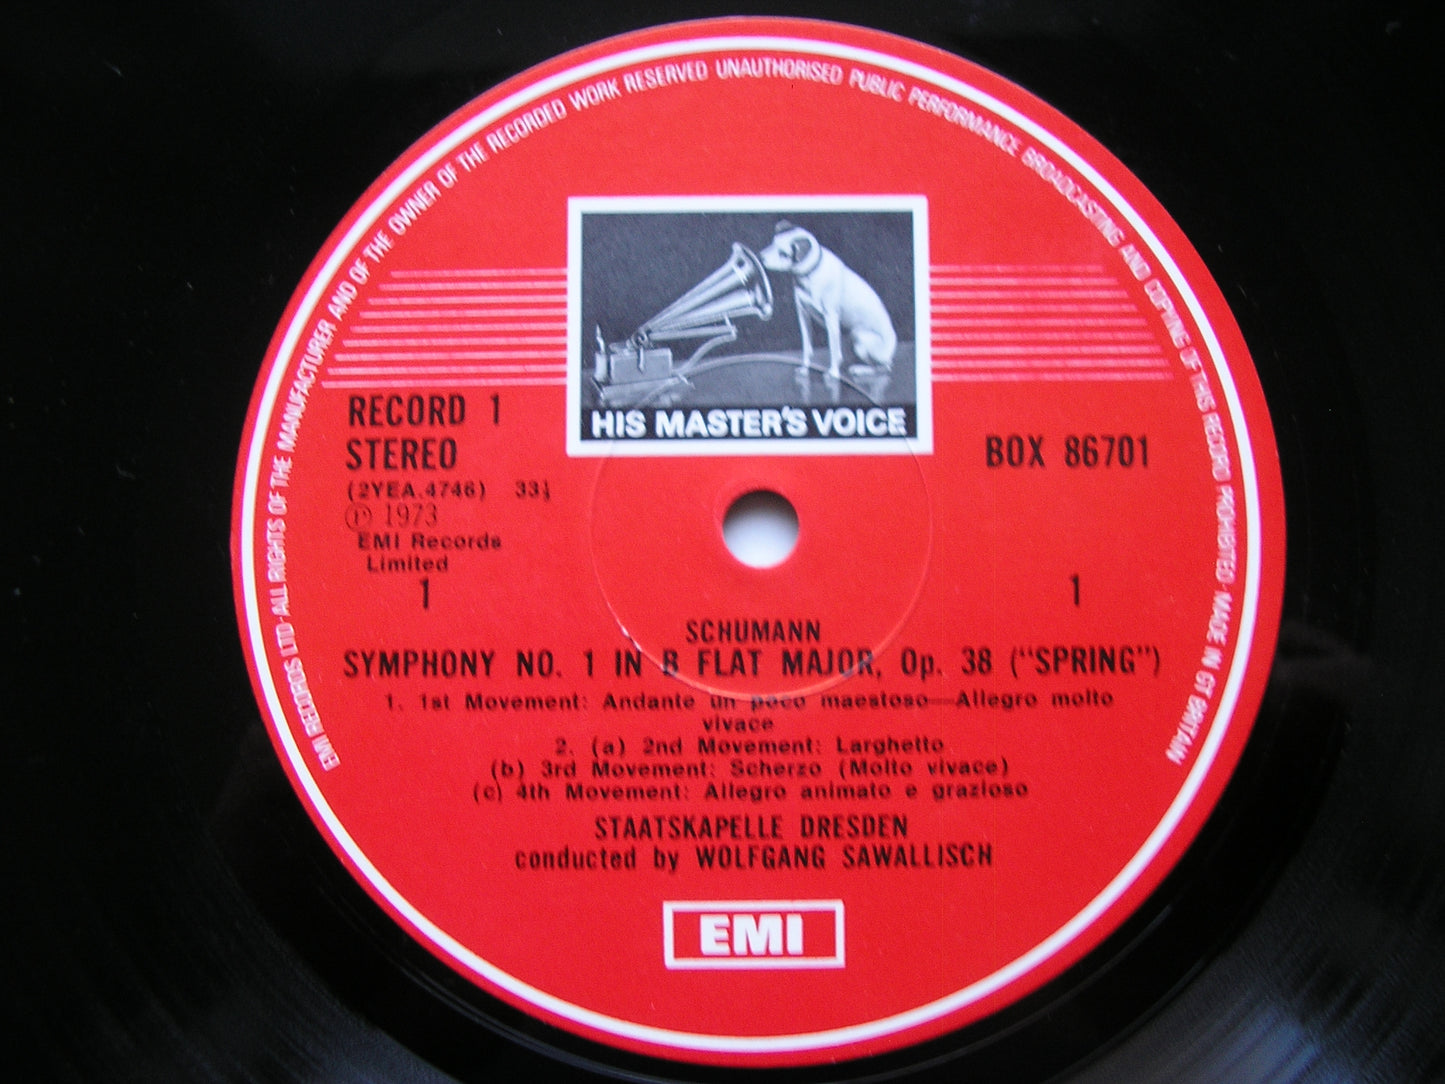 EMI RECORDS LTD·ALL RIGHTS OF THE MANUFACTURER AND OF THE OWNER OF THE RECORDED WORK RESERVED UNAUTHORISED PUBLIC PERFORMANCE BROADCASTING AND COPYING OF THIS RECORD PROHIBITED·MADE IN GT BRITAIN
HIS MASTER'S VOICE
RECORD 1
STEREO
BOX 86701
(2YEA.4746) 33⅓
Ⓟ 1973
EMI Records
Limited
1 1
SCHUMANN
SYMPHONY NO. 1 IN B FLAT MAJOR, Op. 38 ("SPRING")
1. 1st Movement: Andante un poco maestoso—Allegro molto
vivace
2. (a) 2nd Movement: Larghetto
(b) 3rd Movement: Scherzo (Molto vivace)
(c) 4th Movement: Allegro animato e grazioso
STAATSKAPELLE DRESDEN
conducted by WOLFGANG SAWALLISCH
EMI